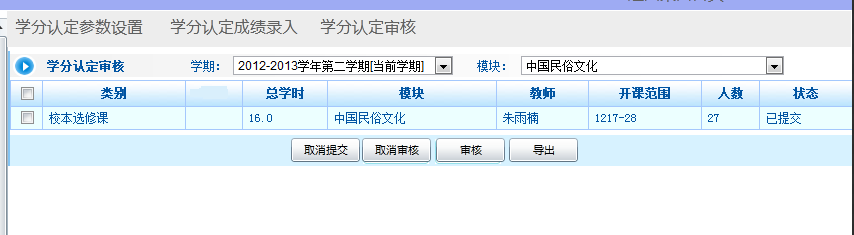 学分认定参数设置 学分认定成绩录入 学分认定审核
学分认定审核 学期： 2012-2013学年第二学期[当前学期] 模块： 中国民俗文化
类别 总学时 模块 教师 开课范围 人数 状态
校本选修课 16.0 中国民俗文化 朱雨楠 1217-28 27 已提交
取消提交 取消审核 审核 导出